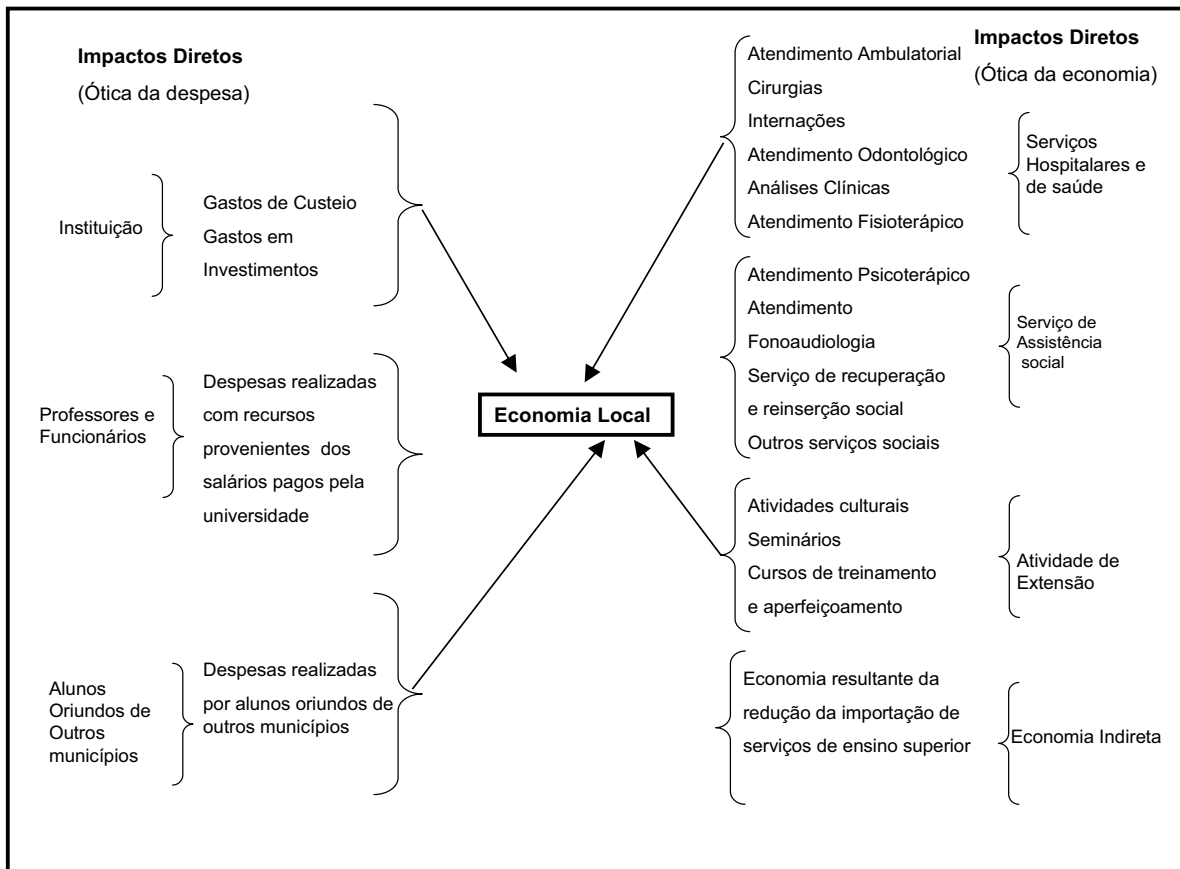 Impactos Diretos
(Ótica da despesa)
Instituição
Gastos de Custeio
Gastos em
Investimentos
Professores e
Funcionários
Despesas realizadas
com recursos
provenientes dos
salários pagos pela
universidade
Alunos
Oriundos de
Outros
municípios
Despesas realizadas
por alunos oriundos de
outros municípios
Economia Local
Impactos Diretos
(Ótica da economia)
Atendimento Ambulatorial
Cirurgias
Internações
Atendimento Odontológico
Análises Clínicas
Atendimento Fisioterápico
Serviços
Hospitalares e
de saúde
Atendimento Psicoterápico
Atendimento
Fonoaudiologia
Serviço de recuperação
e reinserção social
Outros serviços sociais
Serviço de
Assistência
social
Atividades culturais
Seminários
Cursos de treinamento
e aperfeiçoamento
Atividade de
Extensão
Economia resultante da
redução da importação de
serviços de ensino superior
Economia Indireta